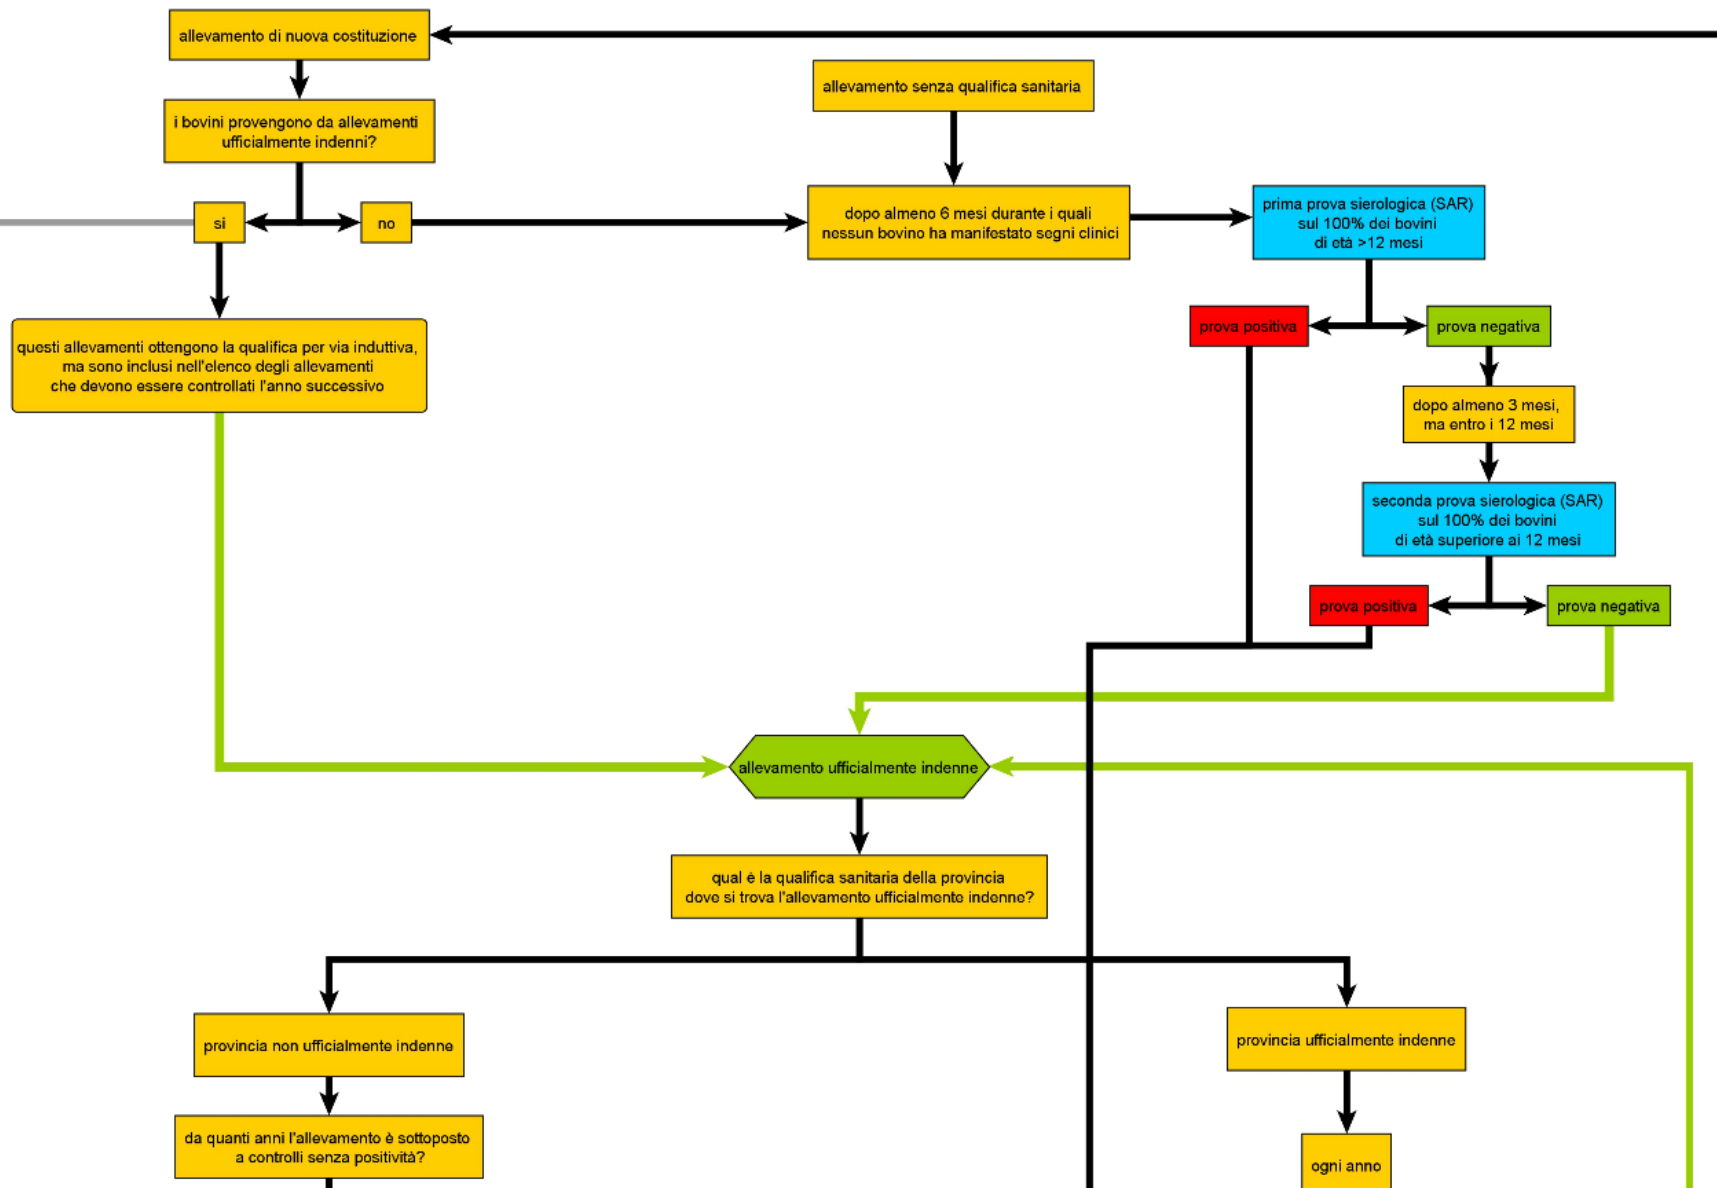 allevamento di nuova costituzione
i bovini provengono da allevamenti
ufficialmente indenni?
si
no
questi allevamenti ottengono la qualifica per via induttiva,
ma sono inclusi nell'elenco degli allevamenti
che devono essere controllati l'anno successivo
allevamento senza qualifica sanitaria
dopo almeno 6 mesi durante i quali
nessun bovino ha manifestato segni clinici
prima prova sierologica (SAR)
sul 100% dei bovini
di età >12 mesi
prova positiva
prova negativa
dopo almeno 3 mesi,
ma entro i 12 mesi
seconda prova sierologica (SAR)
sul 100% dei bovini
di età superiore ai 12 mesi
prova positiva
prova negativa
allevamento ufficialmente indenne
qual è la qualifica sanitaria della provincia
dove si trova l'allevamento ufficialmente indenne?
provincia non ufficialmente indenne
da quanti anni l'allevamento è sottoposto
a controlli senza positività?
provincia ufficialmente indenne
ogni anno